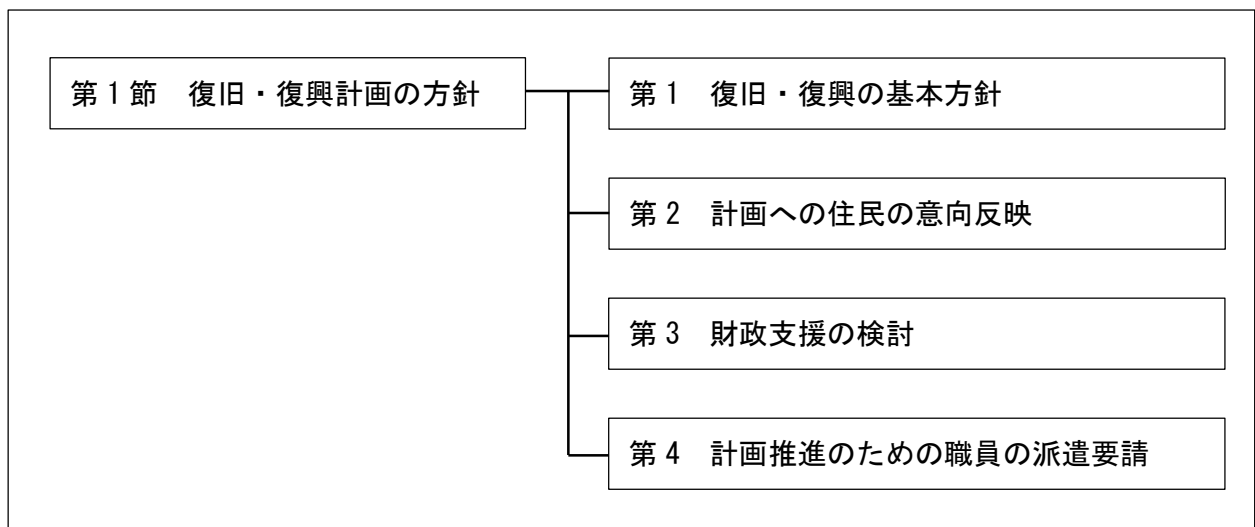 第1節　復旧・復興計画の方針
第1　復旧・復興の基本方針
第2　計画への住民の意向反映
第3　財政支援の検討
第4　計画推進のための職員の派遣要請